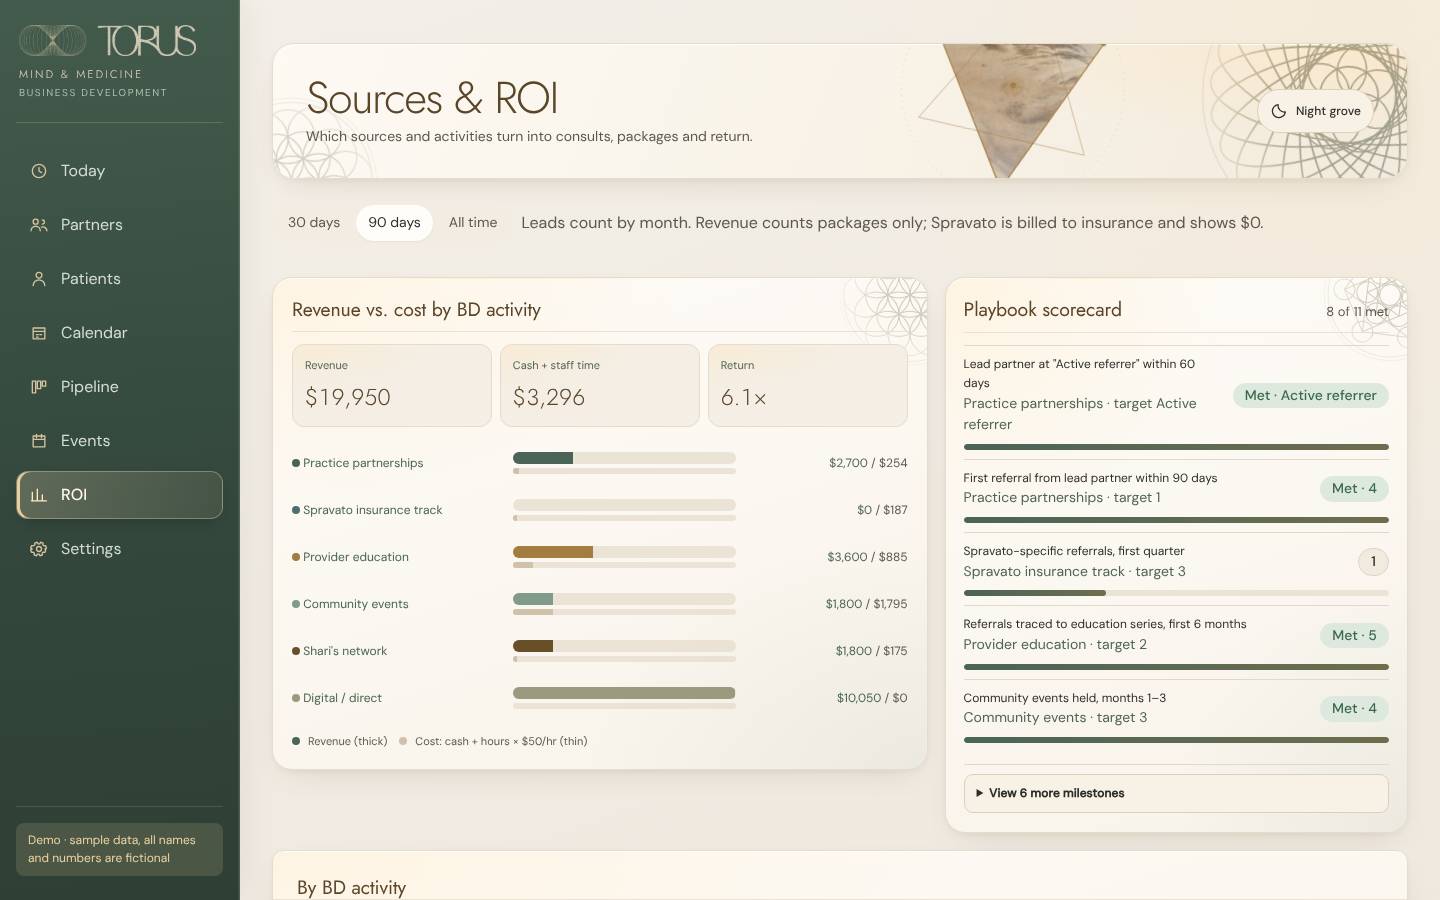 TORUS
MIND & MEDICINE
BUSINESS DEVELOPMENT
Today
Partners
Patients
Calendar
Pipeline
Events
ROI
Settings
Demo · sample data, all names
and numbers are fictional
Sources & ROI
Which sources and activities turn into consults, packages and return.
Night grove
30 days
90 days
All time
Leads count by month. Revenue counts packages only; Spravato is billed to insurance and shows $0.
Revenue vs. cost by BD activity
Revenue
$19,950
Cash + staff time
$3,296
Return
6.1×
Practice partnerships
$2,700 / $254
Spravato insurance track
$0 / $187
Provider education
$3,600 / $885
Community events
$1,800 / $1,795
Shari's network
$1,800 / $175
Digital / direct
$10,050 / $0
Revenue (thick)
Cost: cash + hours × $50/hr (thin)
Playbook scorecard
8 of 11 met
Lead partner at "Active referrer" within 60
days
Practice partnerships · target Active
referrer
Met · Active referrer
First referral from lead partner within 90 days
Practice partnerships · target 1
Met · 4
Spravato-specific referrals, first quarter
Spravato insurance track · target 3
1
Referrals traced to education series, first 6 months
Provider education · target 2
Met · 5
Community events held, months 1–3
Community events · target 3
Met · 4
View 6 more milestones
By BD activity